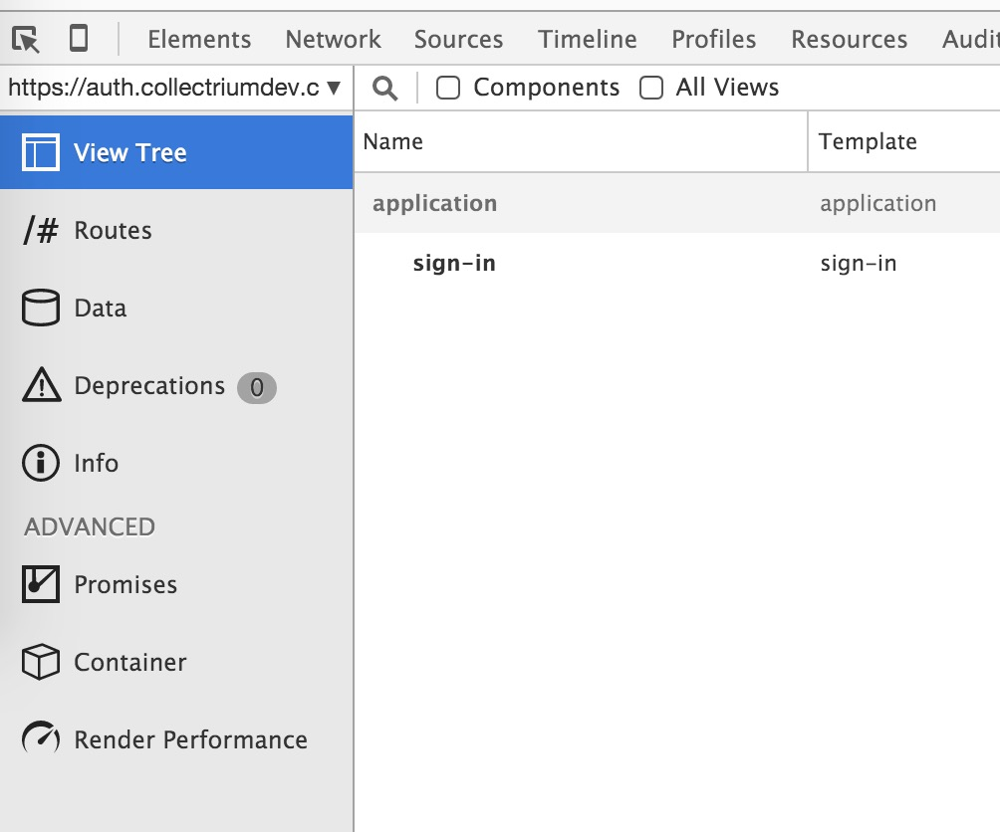 Elements Network Sources Timeline Profiles Resources Audit
https://auth.collectriumdev.c ▼ Components All Views
View Tree
/# Routes
Data
Deprecations 0
Info
ADVANCED
Promises
Container
Render Performance
Name Template
application application
sign-in sign-in